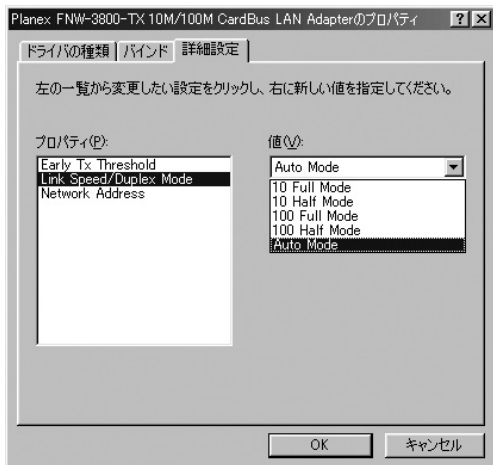 Planex FNW-3800-TX 10M/100M CardBus LAN Adapterのプロパティ
ドライバの種類 バインド 詳細設定
左の一覧から変更したい設定をクリックし、右に新しい値を指定してください。
プロパティ(P):
Early Tx Threshold
Link Speed/Duplex Mode
Network Address
値(V):
Auto Mode
10 Full Mode
10 Half Mode
100 Full Mode
100 Half Mode
Auto Mode
OK キャンセル